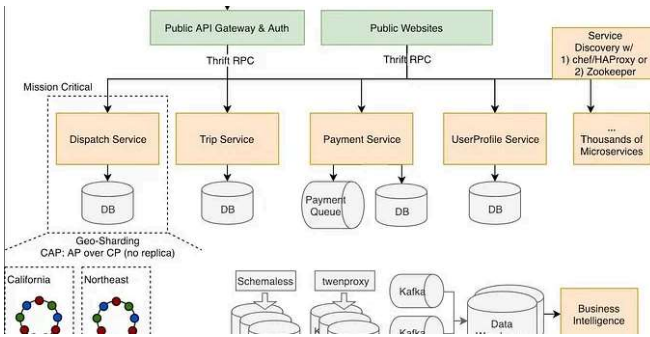 Public API Gateway & Auth
Public Websites
Service
Discovery w/
1) chef/HAProxy or
2) Zookeeper
Thrift RPC
Thrift RPC
Mission Critical
Dispatch Service
Trip Service
Payment Service
UserProfile Service
...
Thousands of
Microservices
DB
DB
Payment
Queue
DB
DB
Geo-Sharding
CAP: AP over CP (no replica)
California
Northeast
Schemaless
twenproxy
Kafka
Kafka
Data
Business
Intelligence